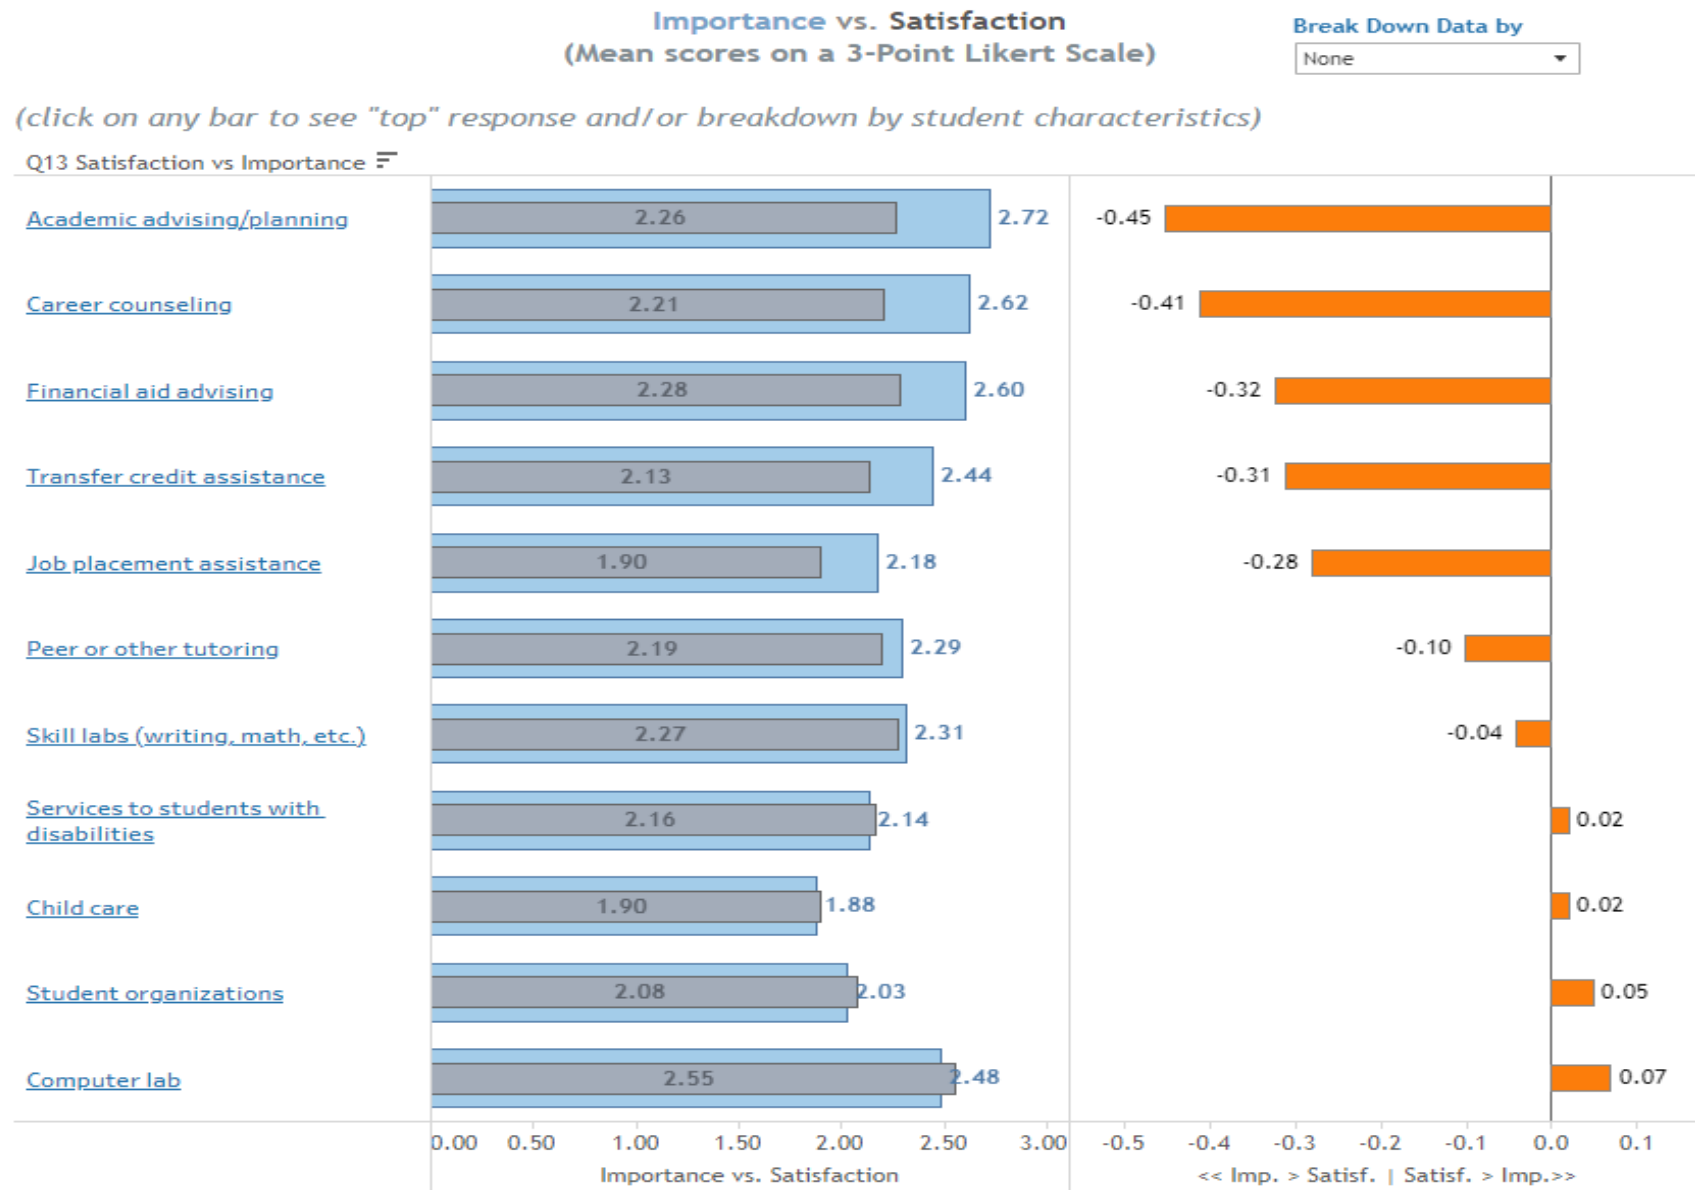 Importance vs. Satisfaction
(Mean scores on a 3-Point Likert Scale)
Break Down Data by
None
(click on any bar to see "top" response and/or breakdown by student characteristics)
Q13 Satisfaction vs Importance
Academic advising/planning 2.26 2.72 -0.45
Career counseling 2.21 2.62 -0.41
Financial aid advising 2.28 2.60 -0.32
Transfer credit assistance 2.13 2.44 -0.31
Job placement assistance 1.90 2.18 -0.28
Peer or other tutoring 2.19 2.29 -0.10
Skill labs (writing, math, etc.) 2.27 2.31 -0.04
Services to students with
disabilities 2.16 2.14 0.02
Child care 1.90 1.88 0.02
Student organizations 2.08 2.03 0.05
Computer lab 2.55 2.48 0.07
0.00 0.50 1.00 1.50 2.00 2.50 3.00 -0.5 -0.4 -0.3 -0.2 -0.1 0.0 0.1
Importance vs. Satisfaction << Imp. > Satisf. | Satisf. > Imp.>>